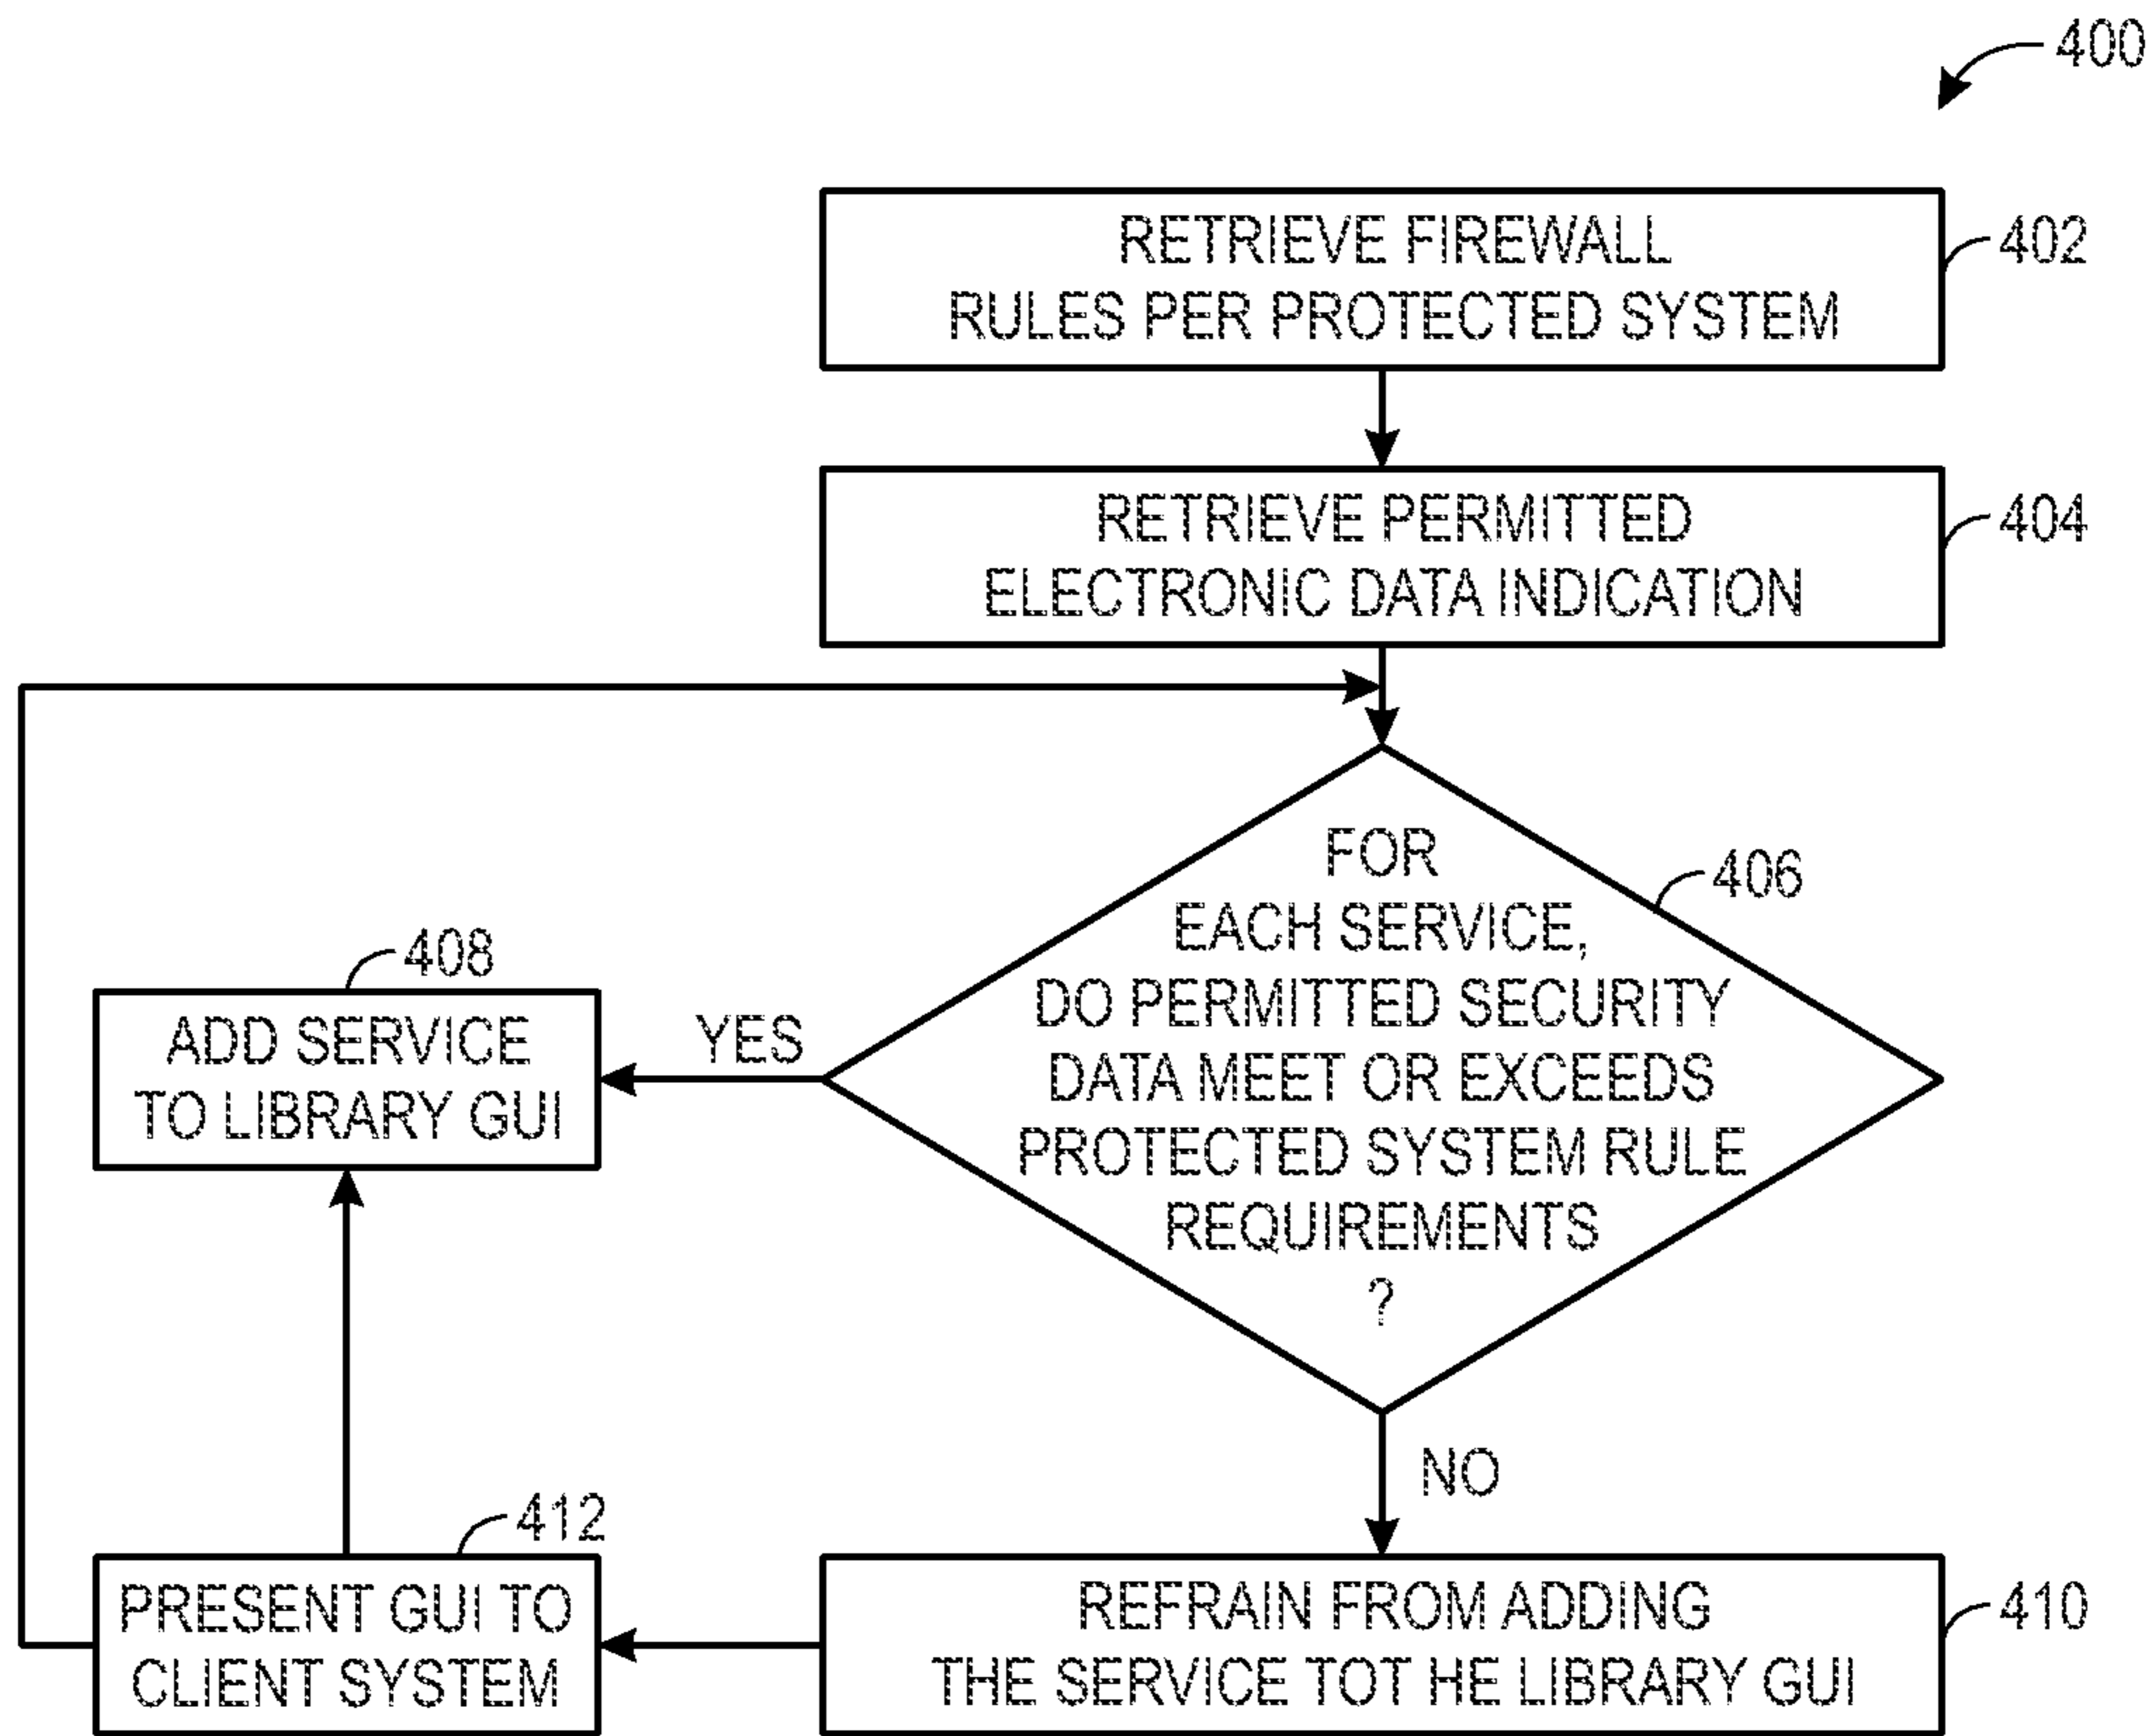 400
RETRIEVE FIREWALL
RULES PER PROTECTED SYSTEM
402
RETRIEVE PERMITTED
ELECTRONIC DATA INDICATION
404
FOR
EACH SERVICE,
DO PERMITTED SECURITY
DATA MEET OR EXCEEDS
PROTECTED SYSTEM RULE
REQUIREMENTS
?
406
YES
408
ADD SERVICE
TO LIBRARY GUI
NO
REFRAIN FROM ADDING
THE SERVICE TOT HE LIBRARY GUI
410
412
PRESENT GUI TO
CLIENT SYSTEM